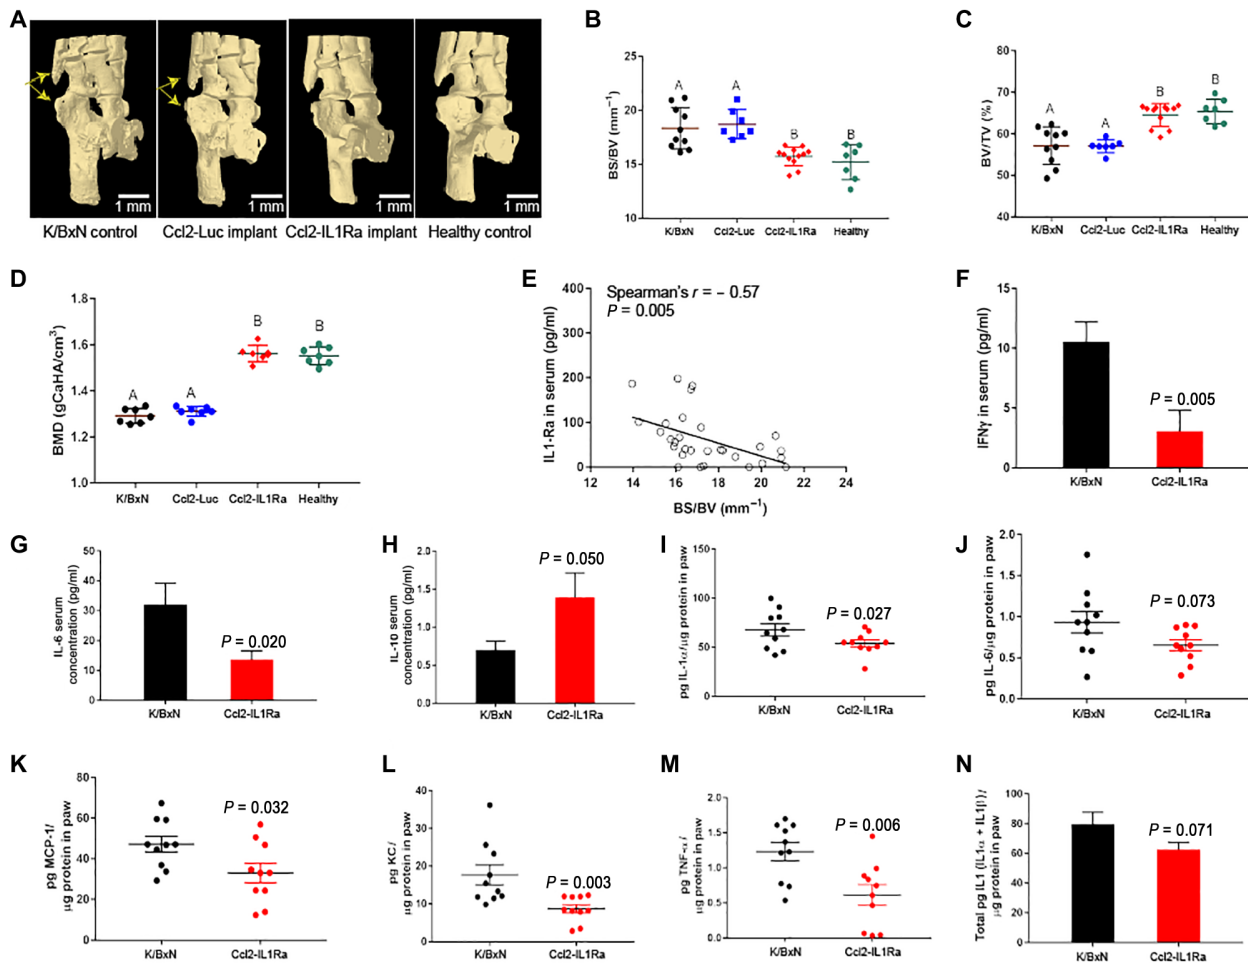 A
1 mm
1 mm
1 mm
1 mm
K/BxN control
Ccl2-Luc implant
Ccl2-IL1Ra implant
Healthy control
B
BS/BV (mm⁻¹)
25
20
15
10
A
A
B
B
K/BxN
Ccl2-Luc
Ccl2-IL1Ra
Healthy
C
BV/TV (%)
80
70
60
50
40
A
A
B
B
K/BxN
Ccl2-Luc
Ccl2-IL1Ra
Healthy
D
BMD (gCaHA/cm³)
1.8
1.6
1.4
1.2
1.0
A
A
B
B
K/BxN
Ccl2-Luc
Ccl2-IL1Ra
Healthy
E
Spearman's r = – 0.57
P = 0.005
IL1-Ra in serum (pg/ml)
400
300
200
100
0
12
14
16
18
20
22
24
BS/BV (mm⁻¹)
F
IFNγ in serum (pg/ml)
15
10
5
0
P = 0.005
K/BxN
Ccl2-IL1Ra
G
IL-6 serum
concentration (pg/ml)
50
40
30
20
10
0
P = 0.020
K/BxN
Ccl2-IL1Ra
H
IL-10 serum
concentration (pg/ml)
2.0
1.5
1.0
0.5
0.0
P = 0.050
K/BxN
Ccl2-IL1Ra
I
pg IL-1α/µg protein in paw
150
100
50
0
P = 0.027
K/BxN
Ccl2-IL1Ra
J
pg IL-6/µg protein in paw
2.0
1.5
1.0
0.5
0.0
P = 0.073
K/BxN
Ccl2-IL1Ra
K
pg MCP-1/
µg protein in paw
80
60
40
20
0
P = 0.032
K/BxN
Ccl2-IL1Ra
L
pg KC/
µg protein in paw
40
30
20
10
0
P = 0.003
K/BxN
Ccl2-IL1Ra
M
pg TNF-α/
µg protein in paw
2.0
1.5
1.0
0.5
0.0
P = 0.006
K/BxN
Ccl2-IL1Ra
N
Total pg IL1 (IL1α + IL1β)/
µg protein in paw
100
80
60
40
20
0
P = 0.071
K/BxN
Ccl2-IL1Ra